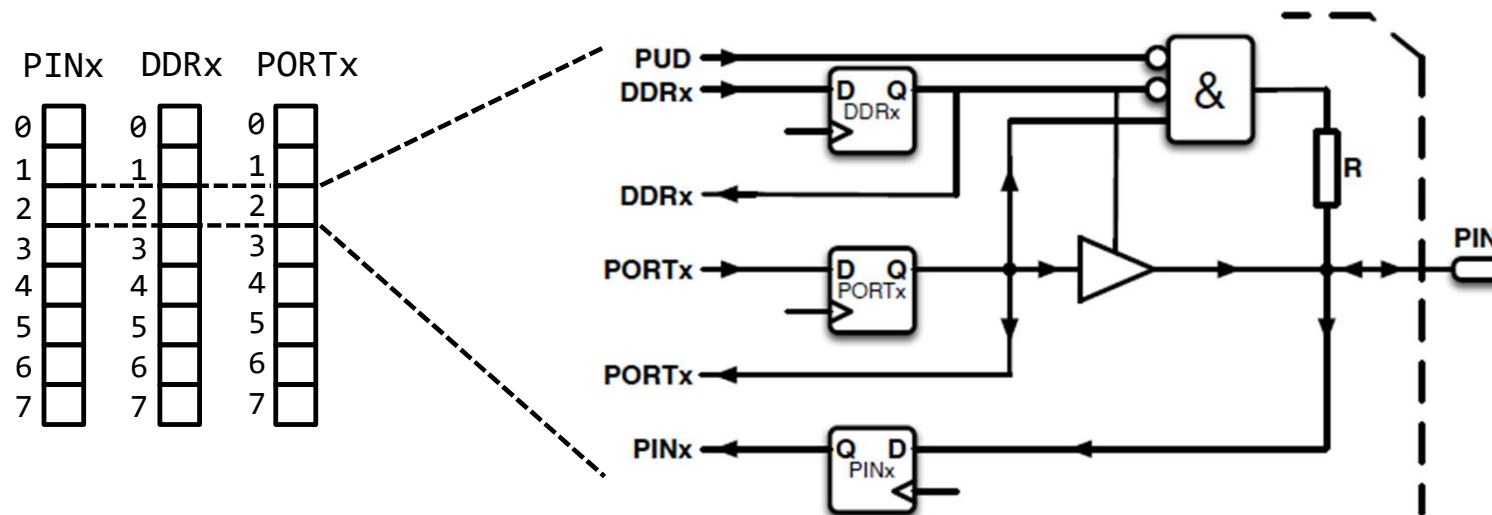 PINx DDRx PORTx
0 0 0
1 1 1
2 2 2
3 3 3
4 4 4
5 5 5
6 6 6
7 7 7
PUD
DDRx
D Q
DDRx
&
R
DDRx
PIN
PORTx
D Q
PORTx
PORTx
PINx
Q D
PINx